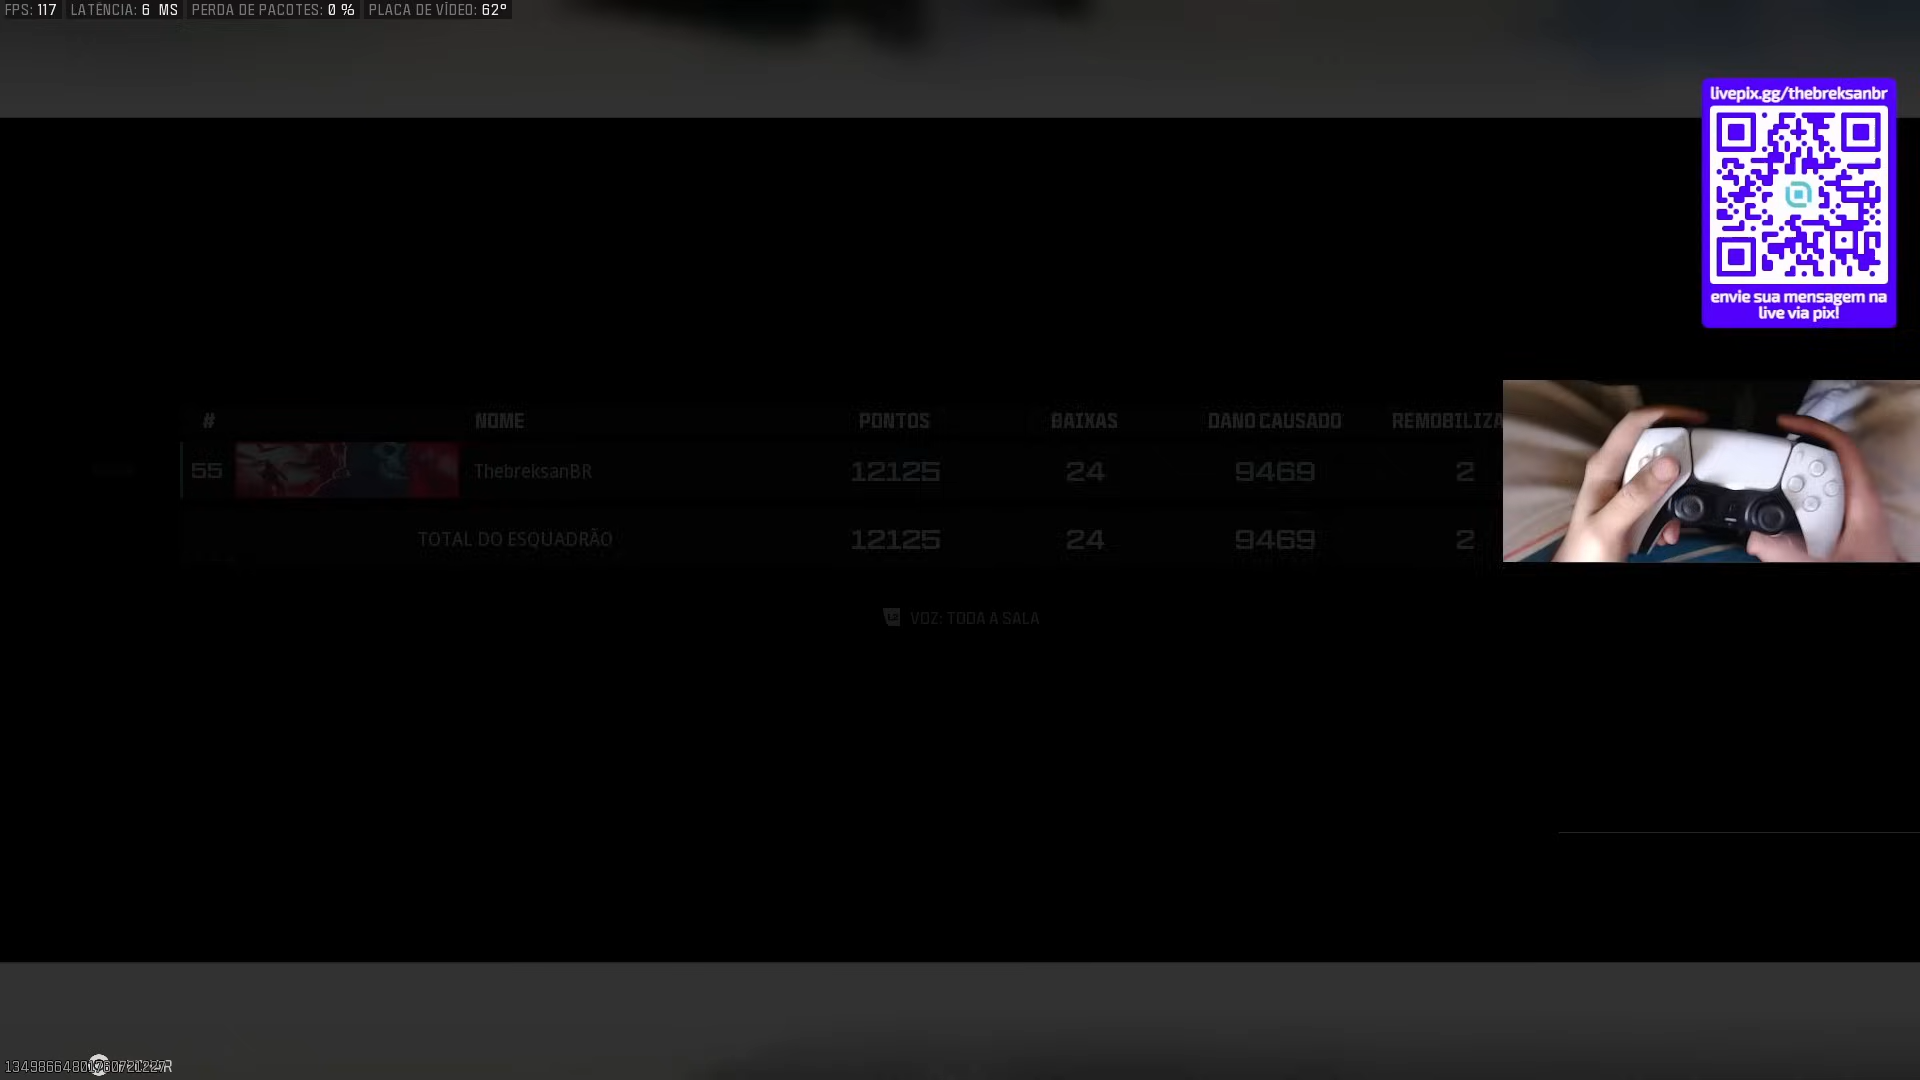 FPS: 117 LATÊNCIA: 6 MS PERDA DE PACOTES: 0 % PLACA DE VÍDEO: 62°
livepix.gg/thebreksanbr
envie sua mensagem na
live via pix!
# NOME PONTOS BAIXAS DANO CAUSADO REMOBILIZA
55 ThebreksanBR 12125 24 9469 2
TOTAL DO ESQUADRÃO 12125 24 9469 2
VOZ: TODA A SALA